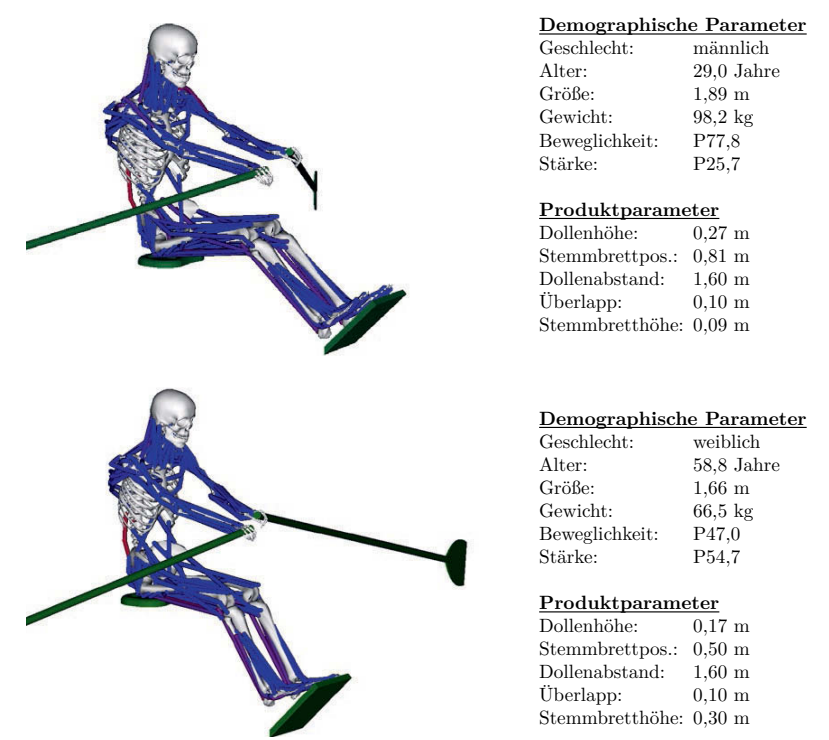 Demographische Parameter
Geschlecht: männlich
Alter: 29,0 Jahre
Größe: 1,89 m
Gewicht: 98,2 kg
Beweglichkeit: P77,8
Stärke: P25,7
Produktparameter
Dollenhöhe: 0,27 m
Stemmbrettpos.: 0,81 m
Dollenabstand: 1,60 m
Überlapp: 0,10 m
Stemmbretthöhe: 0,09 m
Demographische Parameter
Geschlecht: weiblich
Alter: 58,8 Jahre
Größe: 1,66 m
Gewicht: 66,5 kg
Beweglichkeit: P47,0
Stärke: P54,7
Produktparameter
Dollenhöhe: 0,17 m
Stemmbrettpos.: 0,50 m
Dollenabstand: 1,60 m
Überlapp: 0,10 m
Stemmbretthöhe: 0,30 m